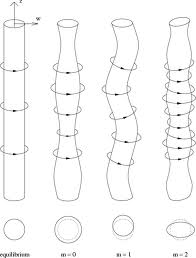 z
w
equilibrium m = 0 m = 1 m = 2